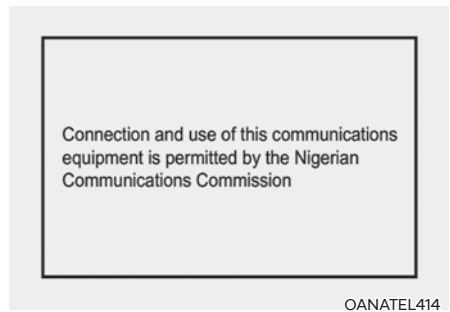 Connection and use of this communications
equipment is permitted by the Nigerian
Communications Commission
OANATEL414